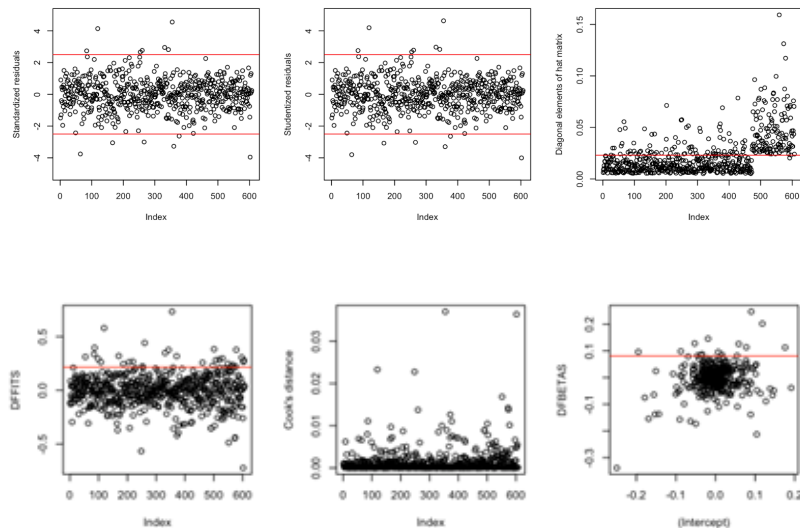 Standardized residuals
4
2
0
-2
-4
0 100 200 300 400 500 600
Index
Studentized residuals
4
2
0
-2
-4
0 100 200 300 400 500 600
Index
Diagonal elements of hat matrix
0.15
0.10
0.05
0.00
0 100 200 300 400 500 600
Index
DFFITS
0.5
0.0
-0.5
0 100 200 300 400 500 600
Index
Cook's distance
0.03
0.02
0.01
0.00
0 100 200 300 400 500 600
Index
DFBETAS
0.2
0.1
-0.1
-0.3
-0.2 -0.1 0.0 0.1 0.2
(Intercept)